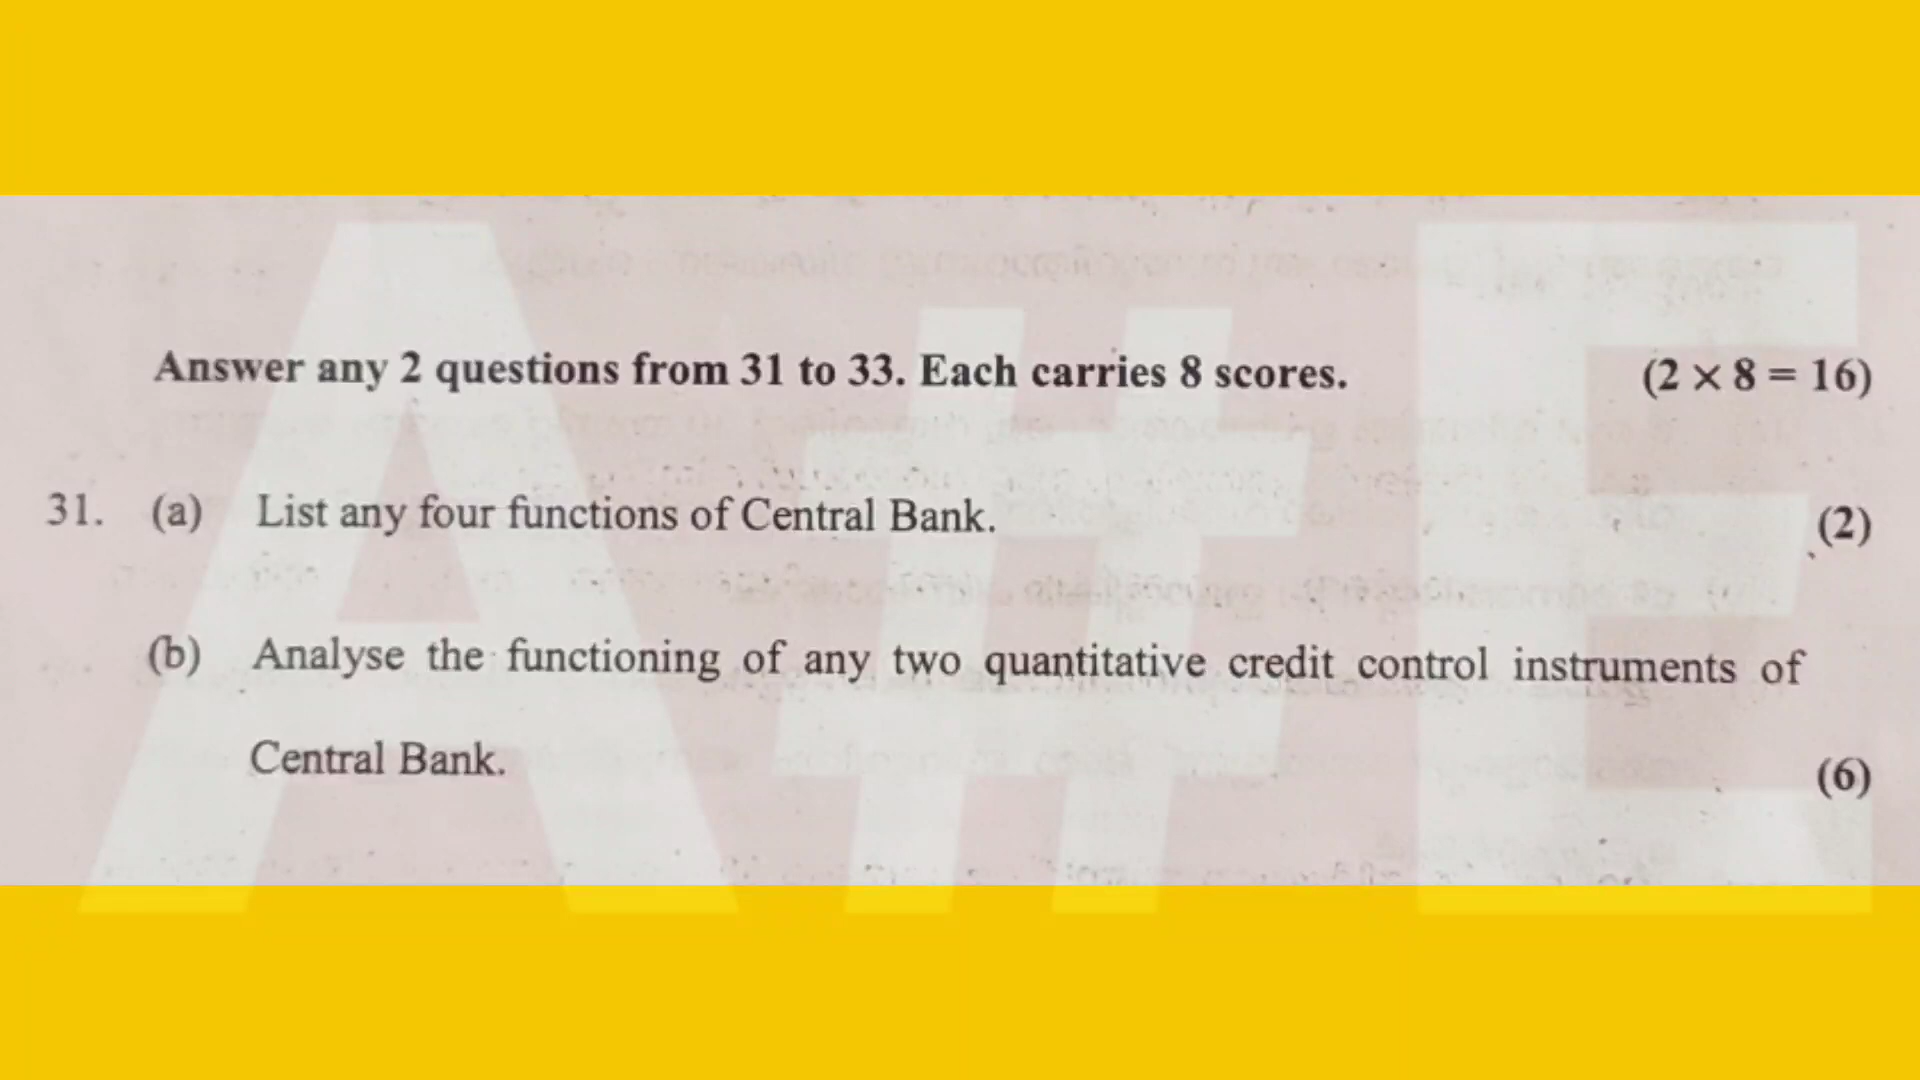 Answer any 2 questions from 31 to 33. Each carries 8 scores. (2 × 8 = 16)
31. (a) List any four functions of Central Bank. (2)
(b) Analyse the functioning of any two quantitative credit control instruments of
Central Bank. (6)
A#E